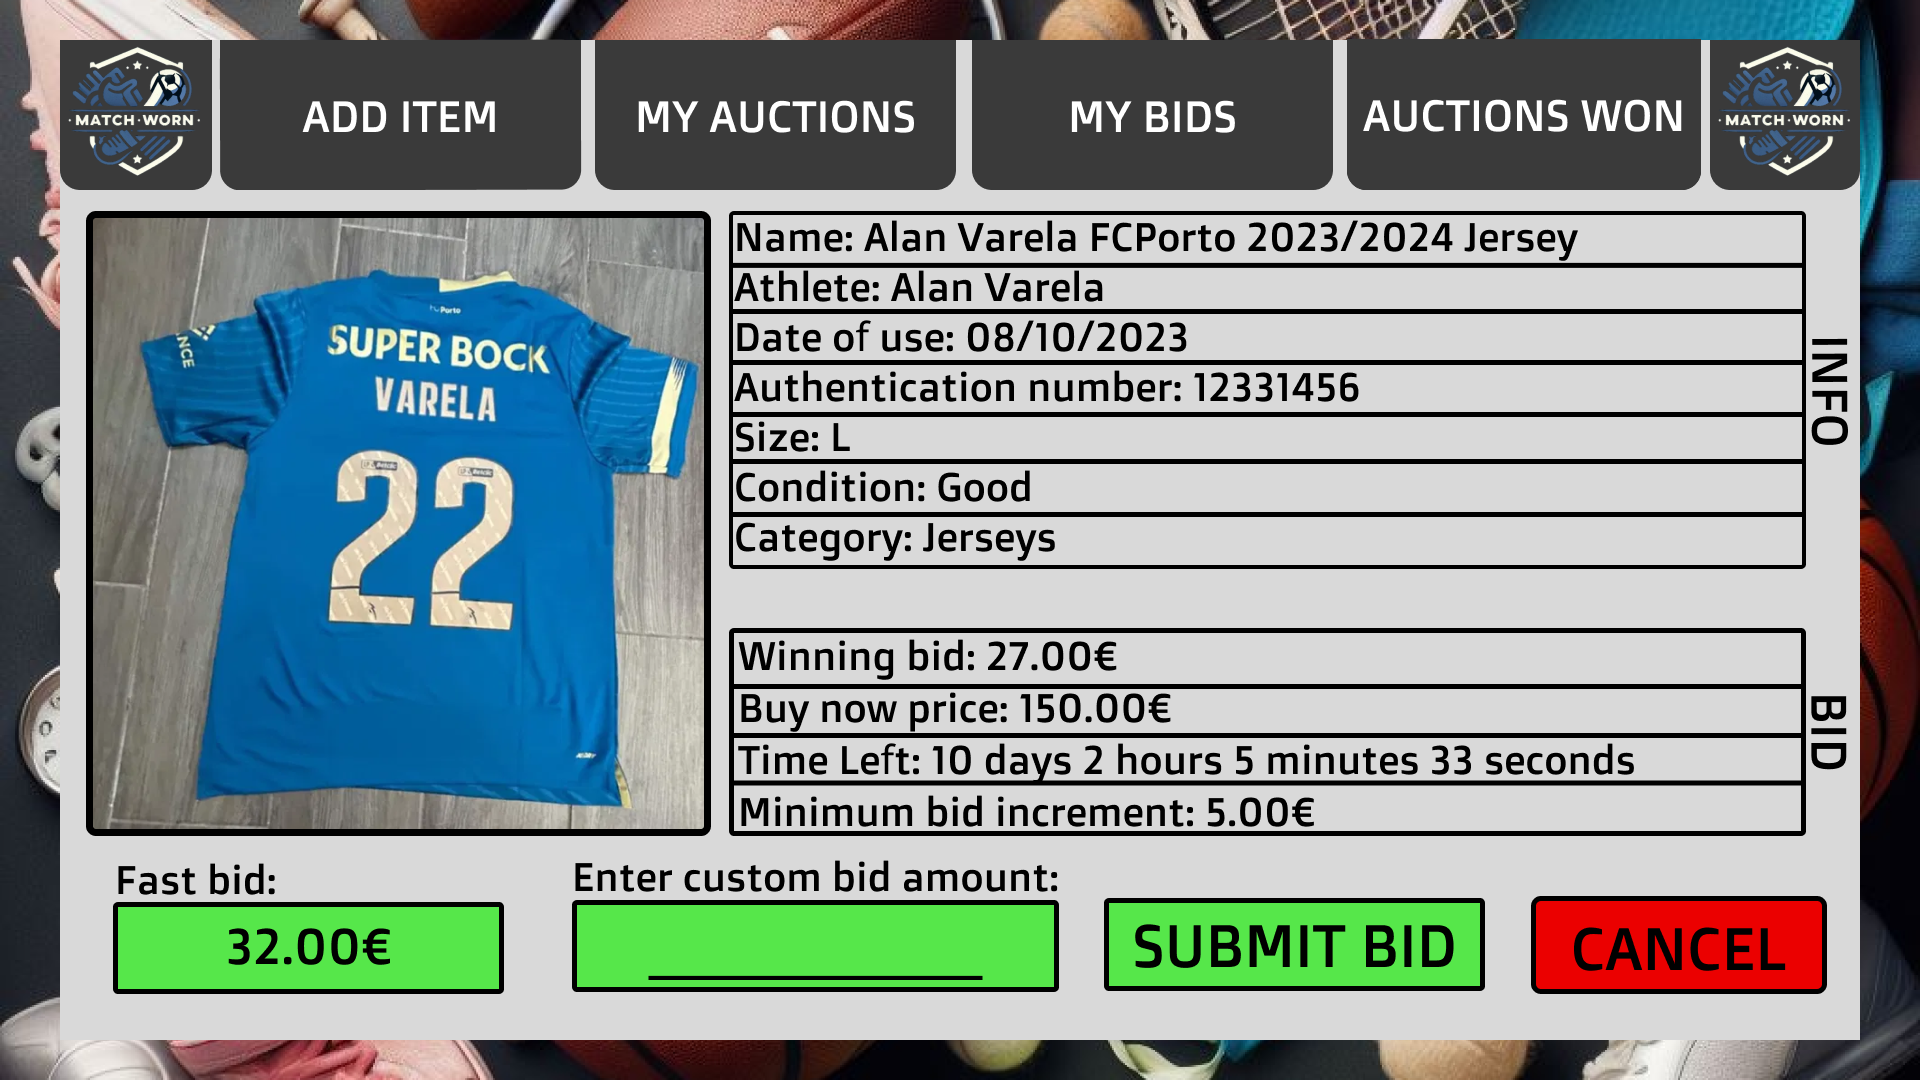 ·MATCH·WORN·
ADD ITEM
MY AUCTIONS
MY BIDS
AUCTIONS WON
·MATCH·WORN·
Porto
SUPER BOCK
VARELA
22
NCE
Name: Alan Varela FCPorto 2023/2024 Jersey
Athlete: Alan Varela
Date of use: 08/10/2023
Authentication number: 12331456
Size: L
Condition: Good
Category: Jerseys
INFO
Winning bid: 27.00€
Buy now price: 150.00€
Time Left: 10 days 2 hours 5 minutes 33 seconds
Minimum bid increment: 5.00€
BID
Fast bid:
32.00€
Enter custom bid amount:
SUBMIT BID
CANCEL